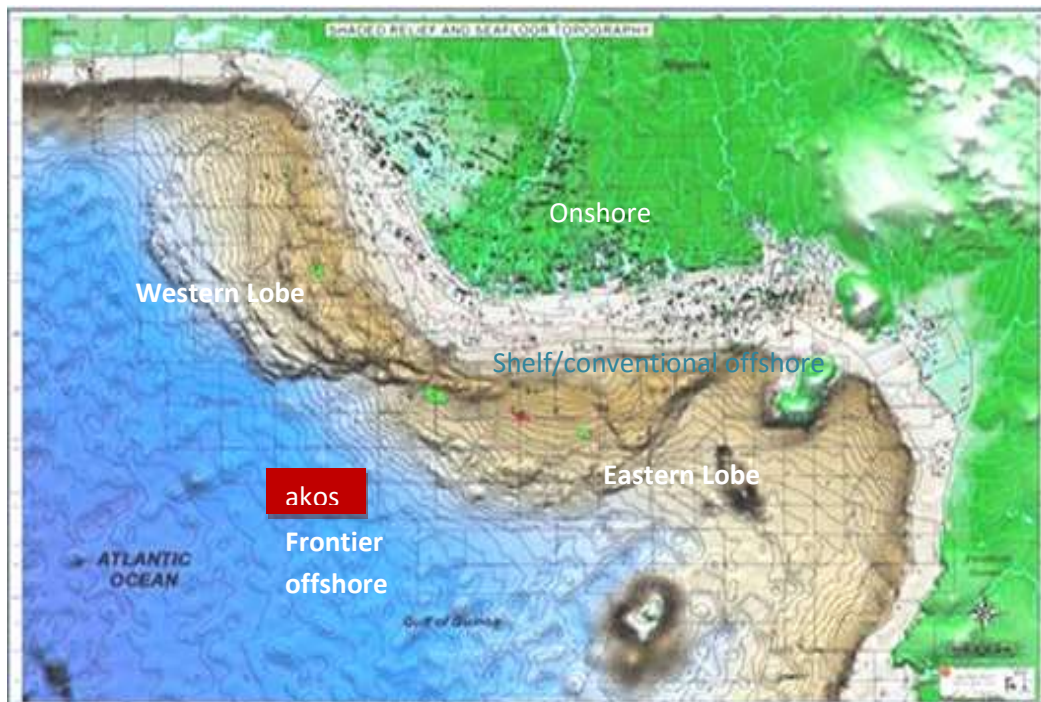 SHADED RELIEF AND SEAFLOOR TOPOGRAPHY
Nigeria
Onshore
Western Lobe
Shelf/conventional offshore
Eastern Lobe
akos
Frontier
offshore
ATLANTIC
OCEAN
Gulf of Guinea